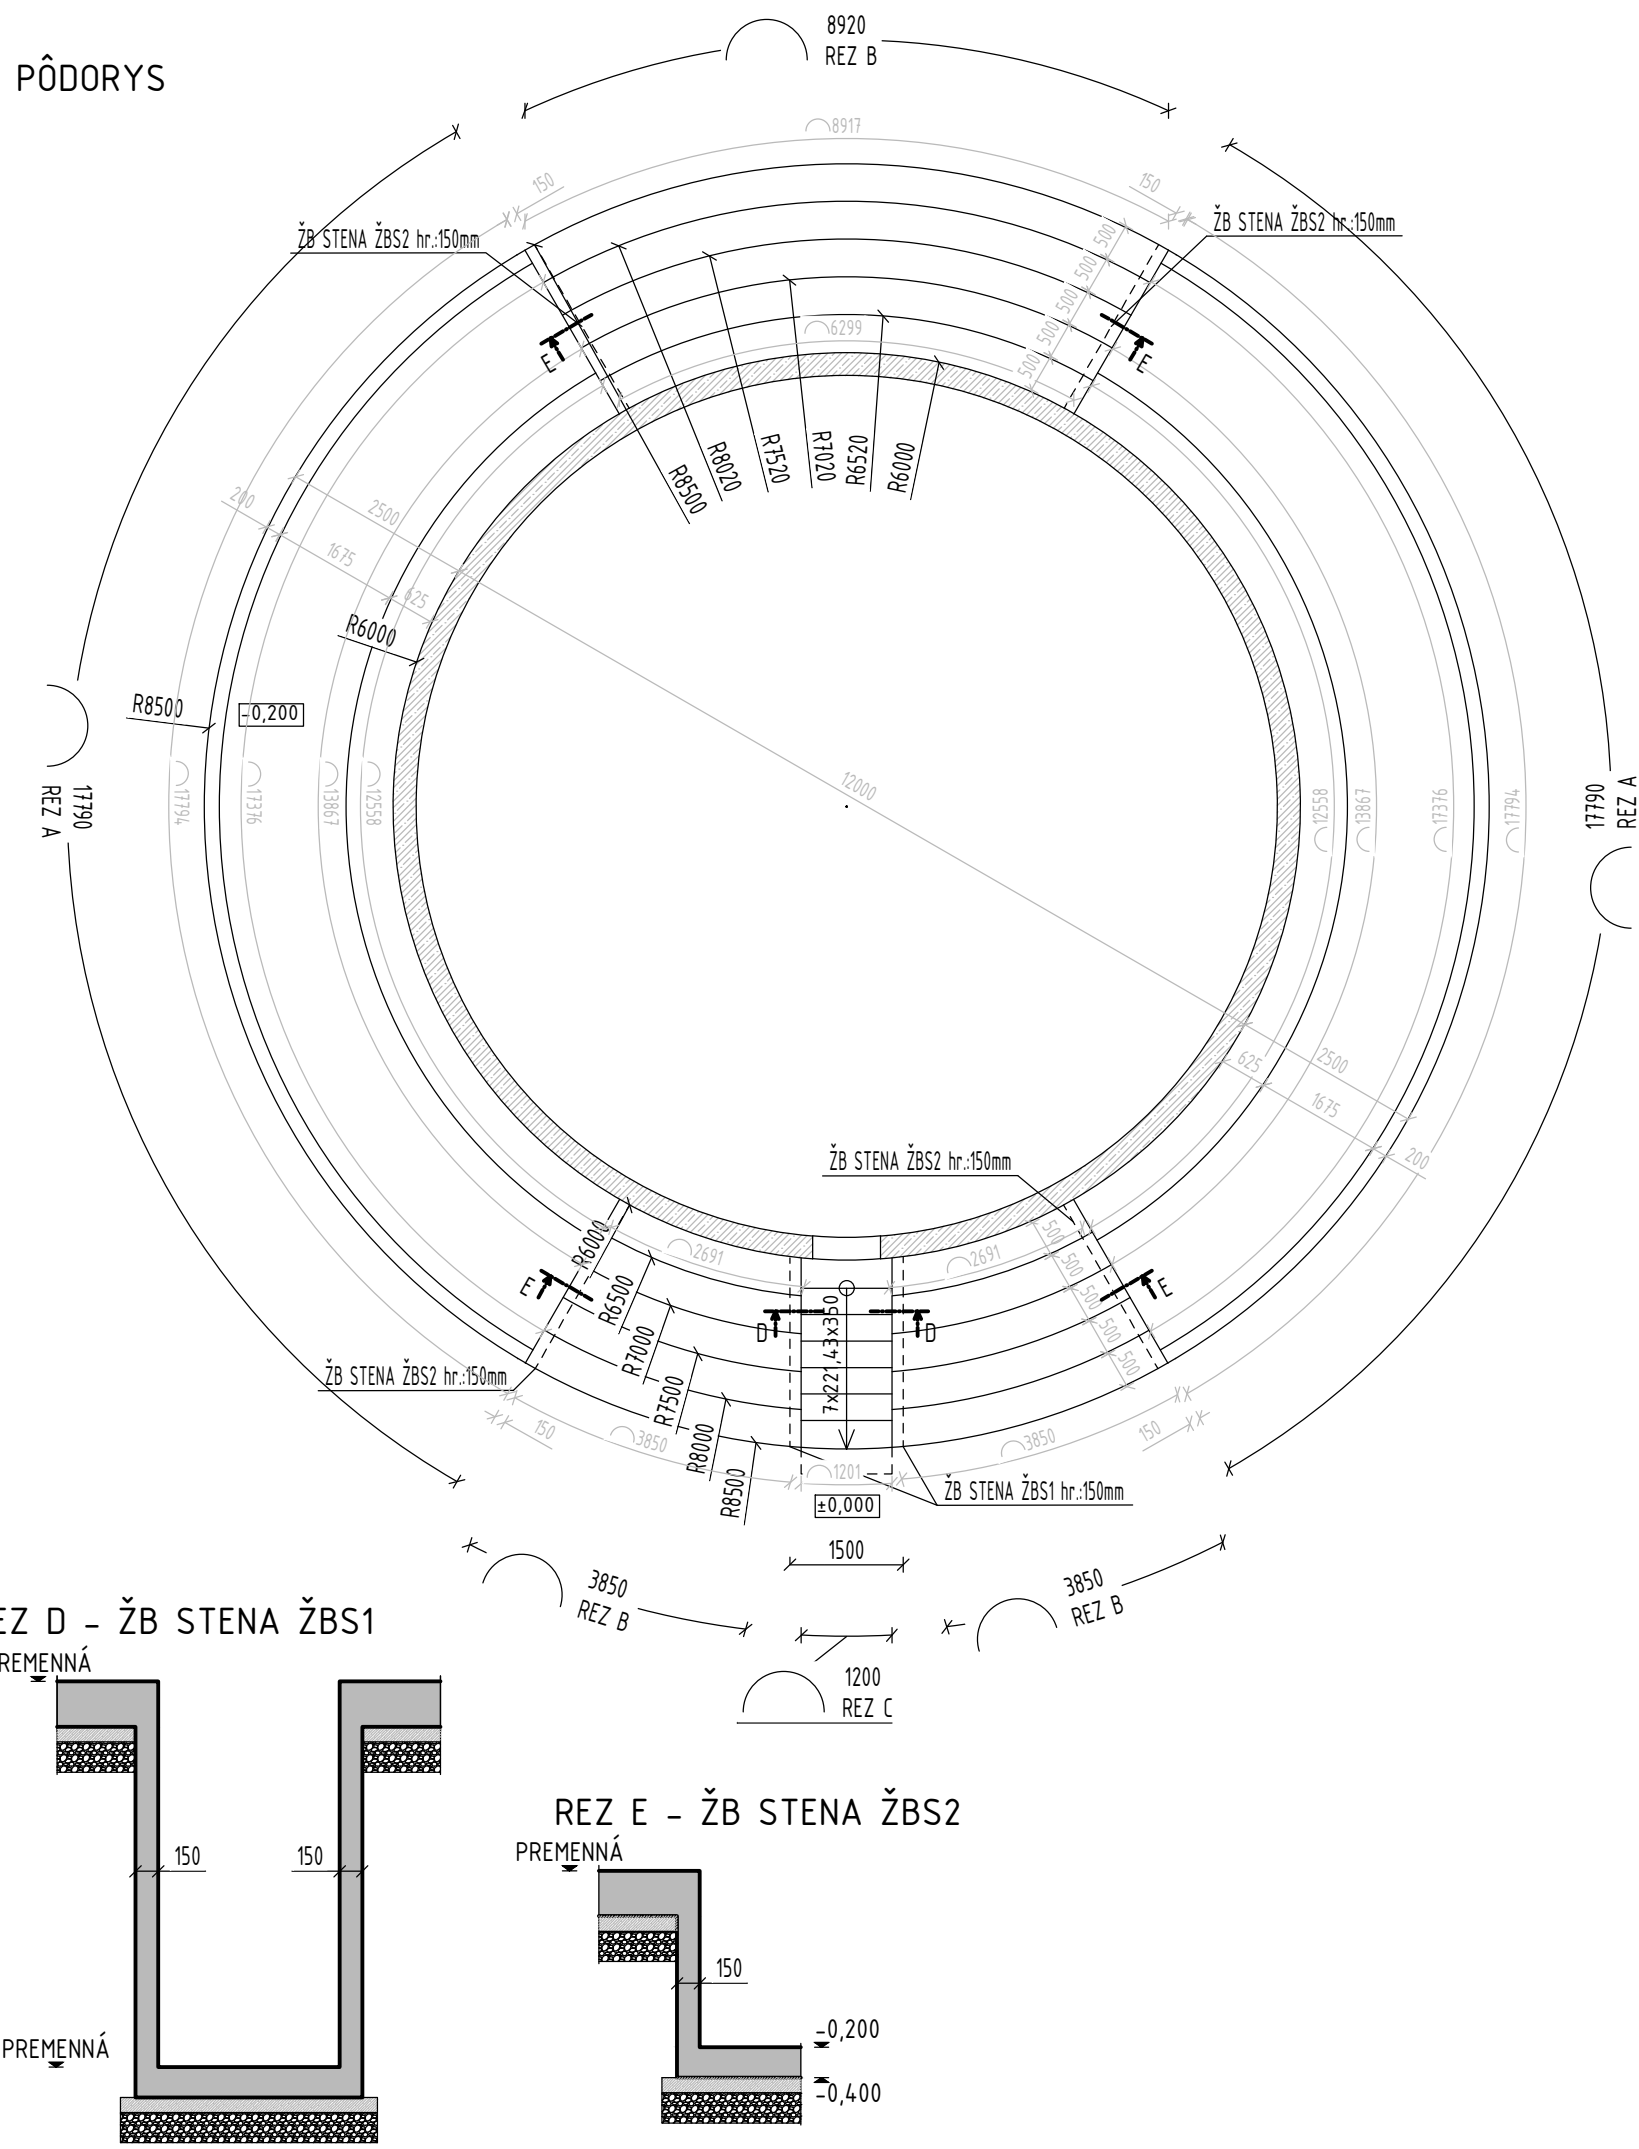 PÔDORYS
8920
REZ B
8917
150
150
ŽB STENA ŽBS2 hr.:150mm
ŽB STENA ŽBS2 hr.:150mm
500
500
500
500
500
E
E
6299
R8500
R8020
R7520
R7020
R6520
R6000
200
2500
1675
625
R6000
R8500
-0,200
12000
17790
REZ A
17794
17376
13867
12558
12558
13867
17376
17794
17790
REZ A
625
2500
1675
200
ŽB STENA ŽBS2 hr.:150mm
R6000
R6500
R7000
R7500
R8000
R8500
2691
2691
500
500
500
500
500
E
E
D
D
7x221,43x350
ŽB STENA ŽBS2 hr.:150mm
150
3850
1201
3850
150
ŽB STENA ŽBS1 hr.:150mm
±0,000
1500
3850
REZ B
3850
REZ B
1200
REZ C
EZ D - ŽB STENA ŽBS1
REMENNÁ
150
150
PREMENNÁ
REZ E - ŽB STENA ŽBS2
PREMENNÁ
150
-0,200
-0,400